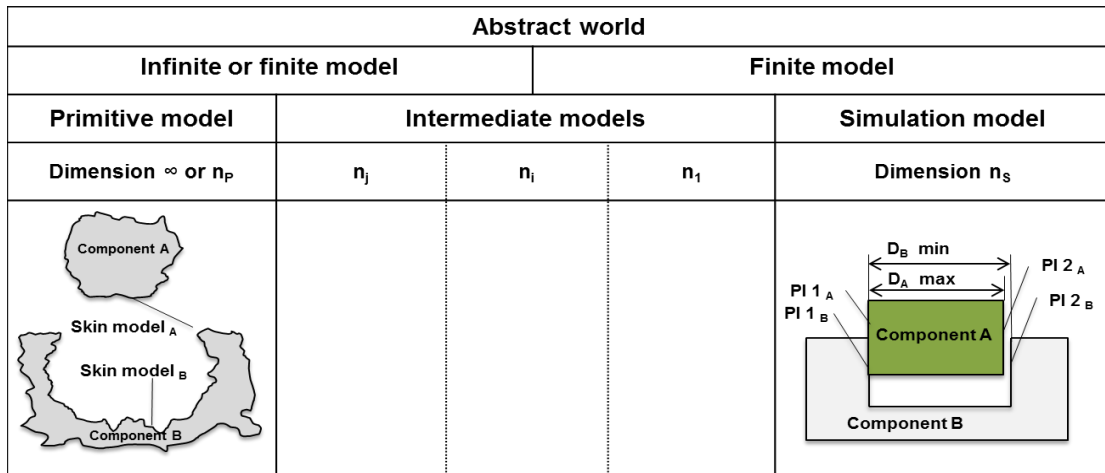 Abstract world
Infinite or finite model
Finite model
Primitive model
Intermediate models
Simulation model
Dimension ∞ or nP
nj
ni
n1
Dimension nS
Component A
Skin model A
Skin model B
Component B
DB min
DA max
Pl 1 A
Pl 1 B
Pl 2 A
Pl 2 B
Component A
Component B